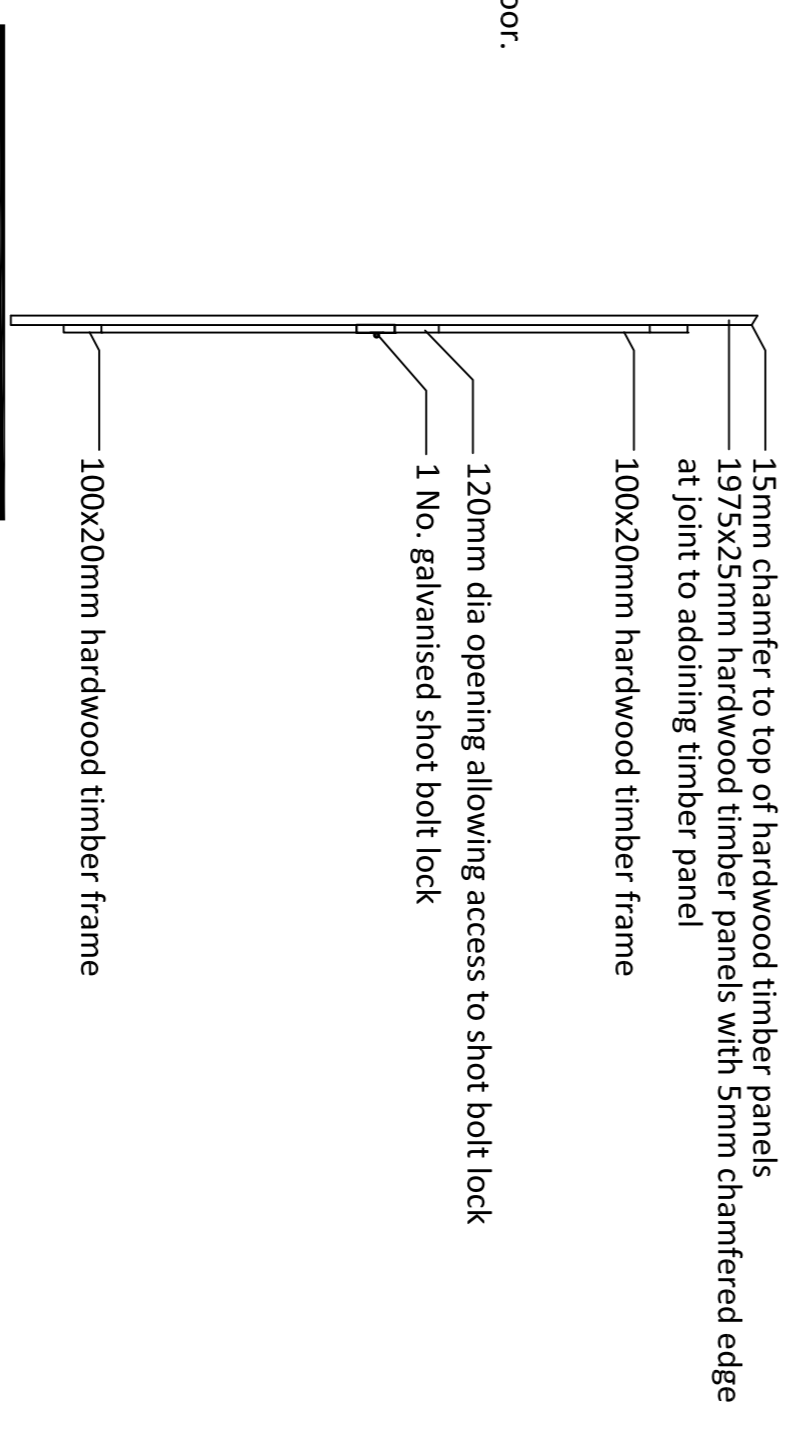 15mm chamfer to top of hardwood timber panels
1975x25mm hardwood timber panels with 5mm chamfered edge
at joint to adoining timber panel
100x20mm hardwood timber frame
120mm dia opening allowing access to shot bolt lock
1 No. galvanised shot bolt lock
100x20mm hardwood timber frame